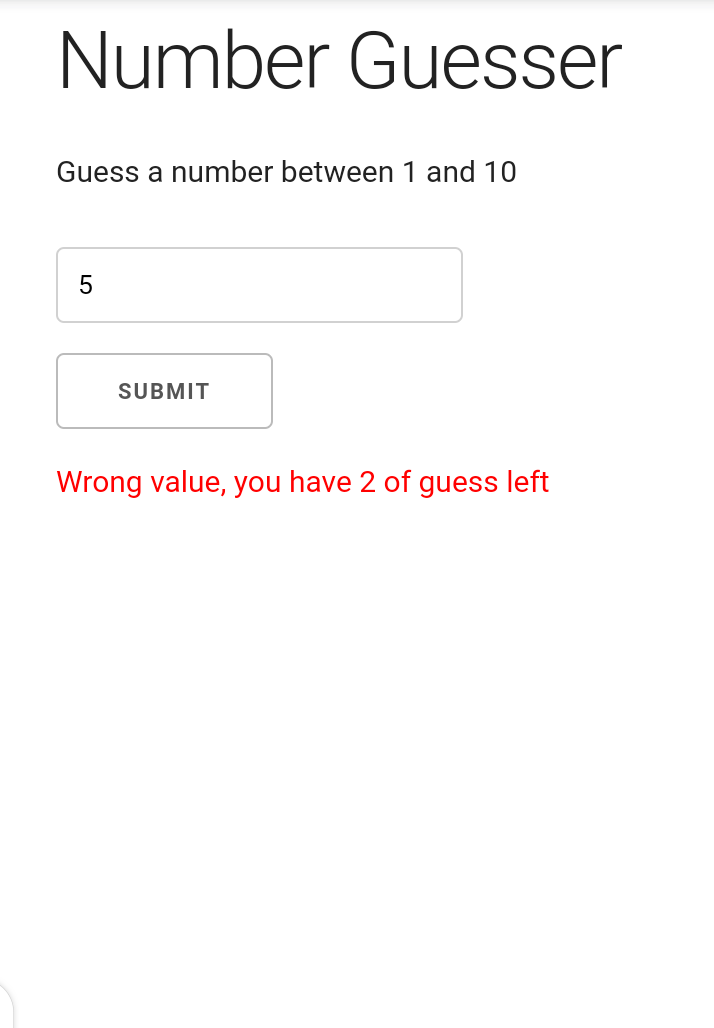 Number Guesser
Guess a number between 1 and 10
5
SUBMIT
Wrong value, you have 2 of guess left